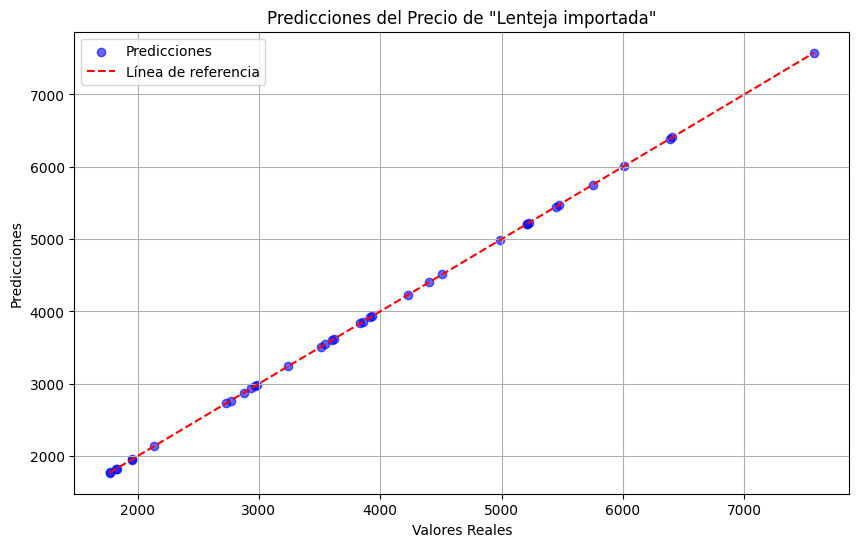 Predicciones del Precio de "Lenteja importada"
Predicciones
Línea de referencia
7000
6000
5000
4000
3000
2000
Predicciones
2000 3000 4000 5000 6000 7000
Valores Reales